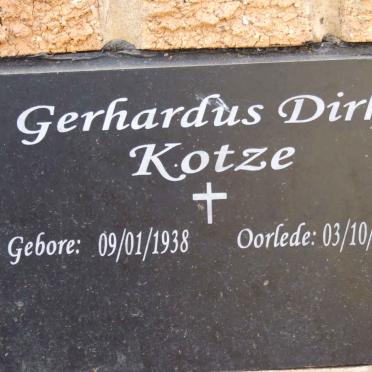 Gerhardus Dirk
Kotze
Gebore: 09/01/1938 Oorlede: 03/10/